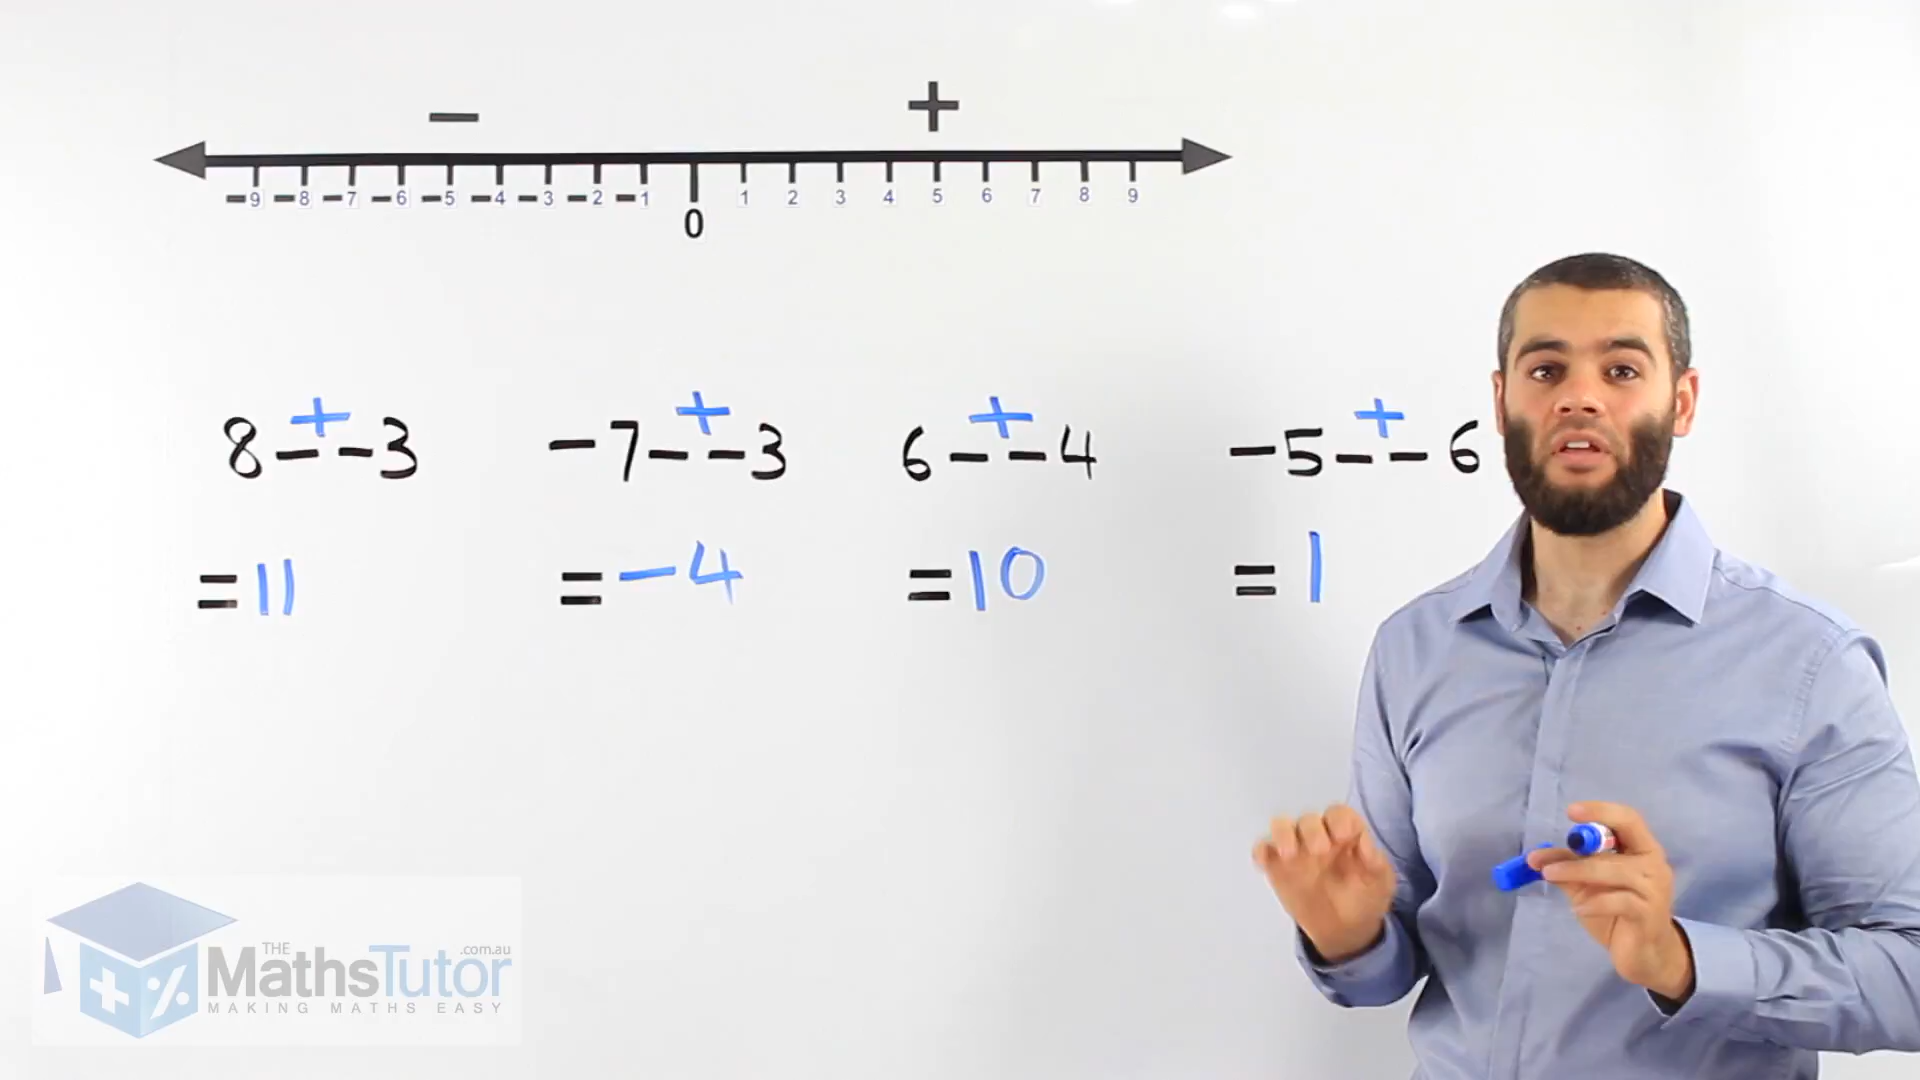 − +
-9 -8 -7 -6 -5 -4 -3 -2 -1 0 1 2 3 4 5 6 7 8 9
+ + + +
8 - -3 -7 - -3 6 - -4 -5 - -6
= 11 = -4 = 10 = 1
THE MathsTutor .com.au
MAKING MATHS EASY
+ %